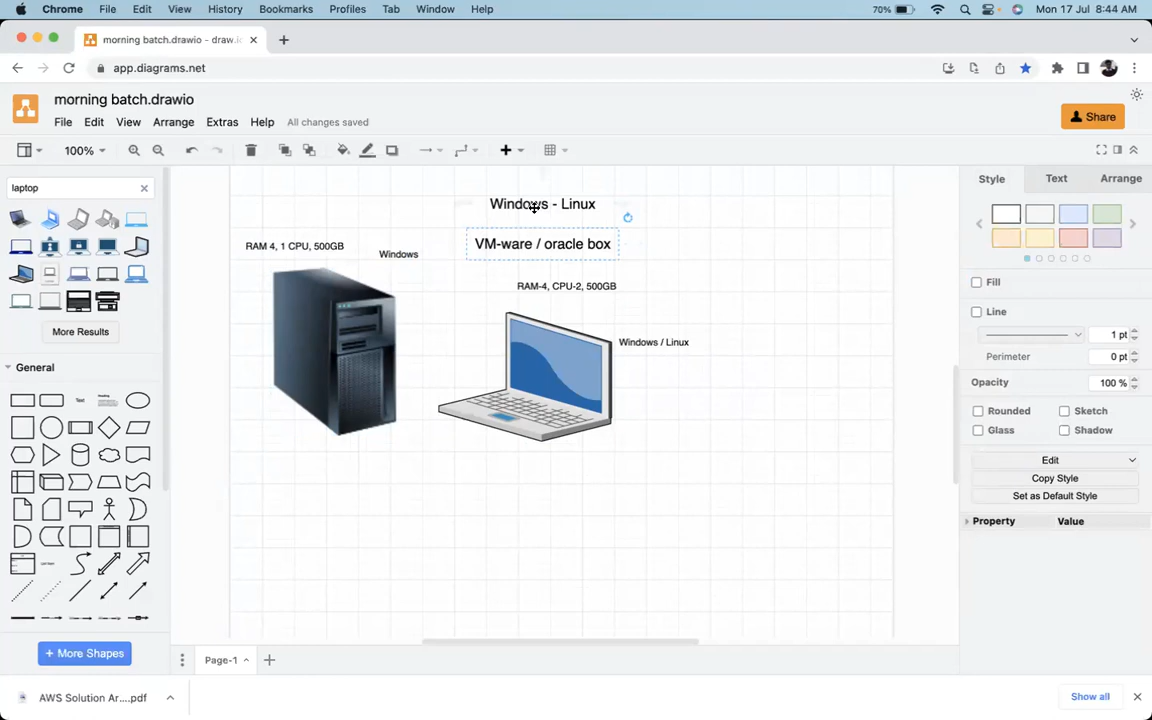 Chrome File Edit View History Bookmarks Profiles Tab Window Help 70% Mon 17 Jul 8:44 AM
morning batch.drawio - draw.i
app.diagrams.net
morning batch.drawio
File Edit View Arrange Extras Help All changes saved
Share
100%
laptop
More Results
General
Text
Heading
Windows - Linux
VM-ware / oracle box
RAM 4, 1 CPU, 500GB
Windows
RAM-4, CPU-2, 500GB
Windows / Linux
Style Text Arrange
Fill
Line
1 pt
Perimeter 0 pt
Opacity 100 %
Rounded Sketch
Glass Shadow
Edit
Copy Style
Set as Default Style
Property Value
+ More Shapes
Page-1
AWS Solution Ar....pdf
Show all